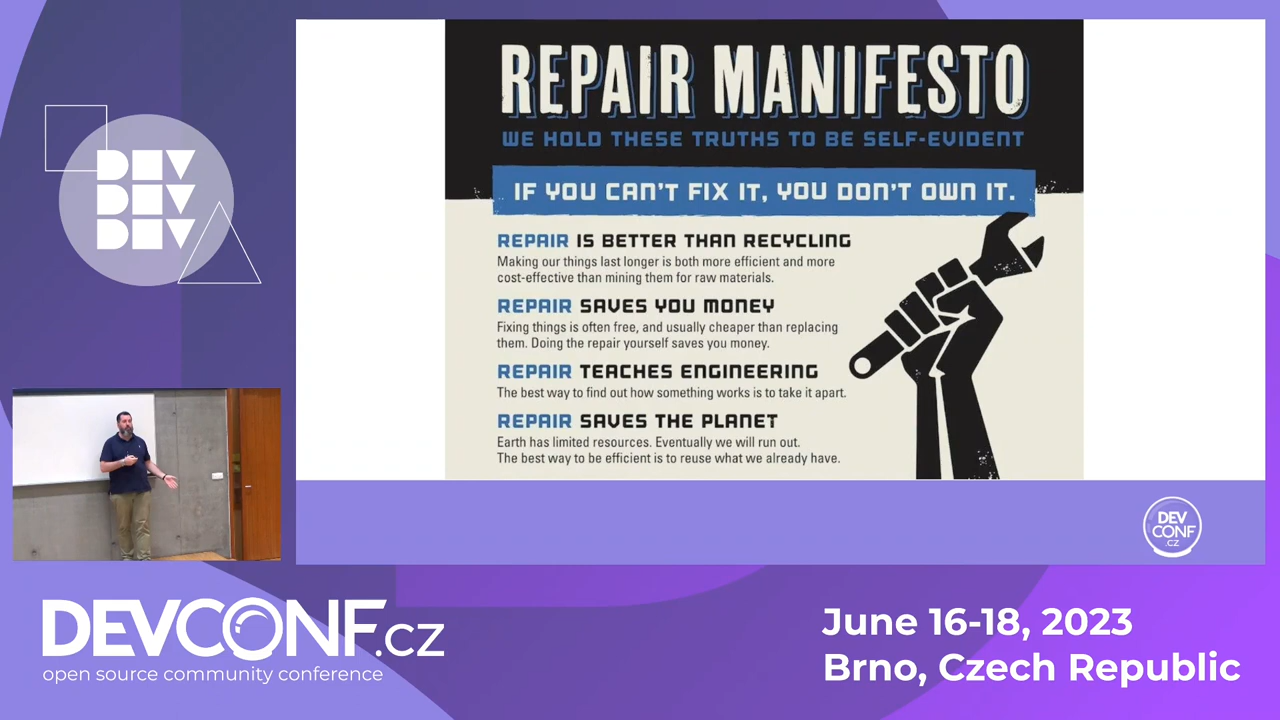 REPAIR MANIFESTO
WE HOLD THESE TRUTHS TO BE SELF-EVIDENT
IF YOU CAN'T FIX IT, YOU DON'T OWN IT.
REPAIR IS BETTER THAN RECYCLING
Making our things last longer is both more efficient and more
cost-effective than mining them for raw materials.
REPAIR SAVES YOU MONEY
Fixing things is often free, and usually cheaper than replacing
them. Doing the repair yourself saves you money.
REPAIR TEACHES ENGINEERING
The best way to find out how something works is to take it apart.
REPAIR SAVES THE PLANET
Earth has limited resources. Eventually we will run out.
The best way to be efficient is to reuse what we already have.
DEV
DEV
DEV
DEV
CONF
.CZ
DEVCONF.cz
open source community conference
June 16-18, 2023
Brno, Czech Republic